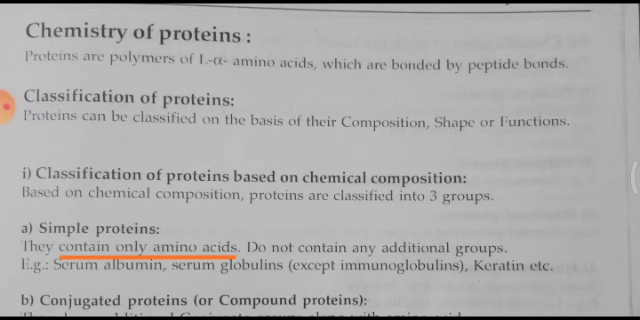 Chemistry of proteins :
Proteins are polymers of L-α- amino acids, which are bonded by peptide bonds.
Classification of proteins:
Proteins can be classified on the basis of their Composition, Shape or Functions.
i) Classification of proteins based on chemical composition:
Based on chemical composition, proteins are classified into 3 groups.
a) Simple proteins:
They contain only amino acids. Do not contain any additional groups.
E.g.: Serum albumin, serum globulins (except immunoglobulins), Keratin etc.
b) Conjugated proteins (or Compound proteins):